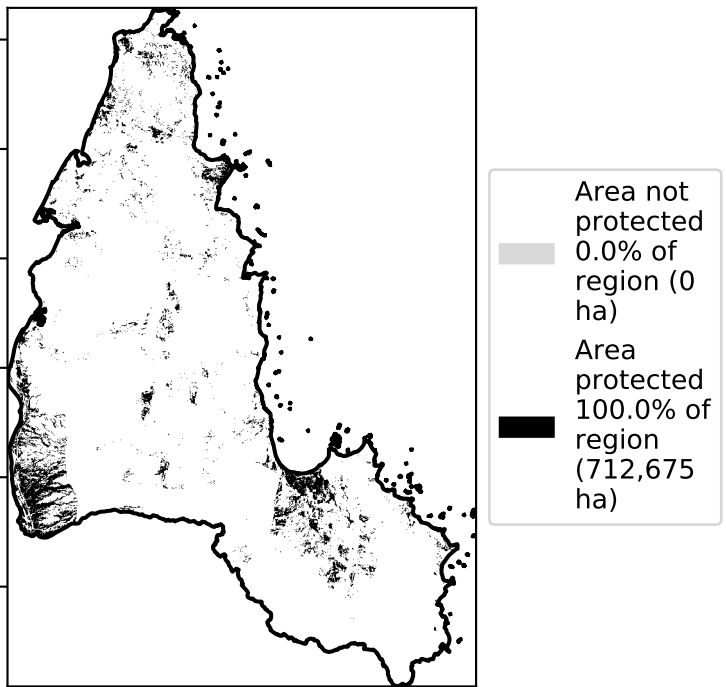 Area not
protected
0.0% of
region (0
ha)
Area
protected
100.0% of
region
(712,675
ha)